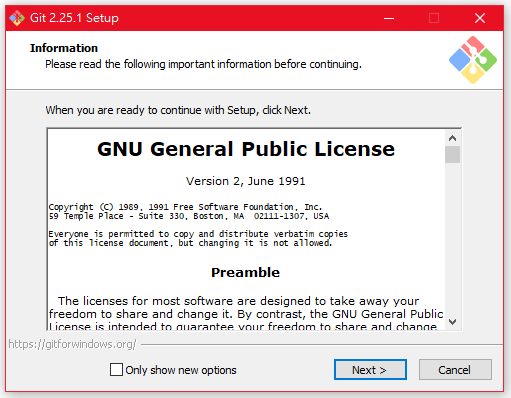 Git 2.25.1 Setup
Information
Please read the following important information before continuing.
When you are ready to continue with Setup, click Next.
GNU General Public License
Version 2, June 1991
Copyright (C) 1989, 1991 Free Software Foundation, Inc.
59 Temple Place - Suite 330, Boston, MA  02111-1307, USA
Everyone is permitted to copy and distribute verbatim copies
of this license document, but changing it is not allowed.
Preamble
The licenses for most software are designed to take away your
freedom to share and change it. By contrast, the GNU General Public
License is intended to guarantee your freedom to share and change
https://gitforwindows.org/
Only show new options
Next >
Cancel